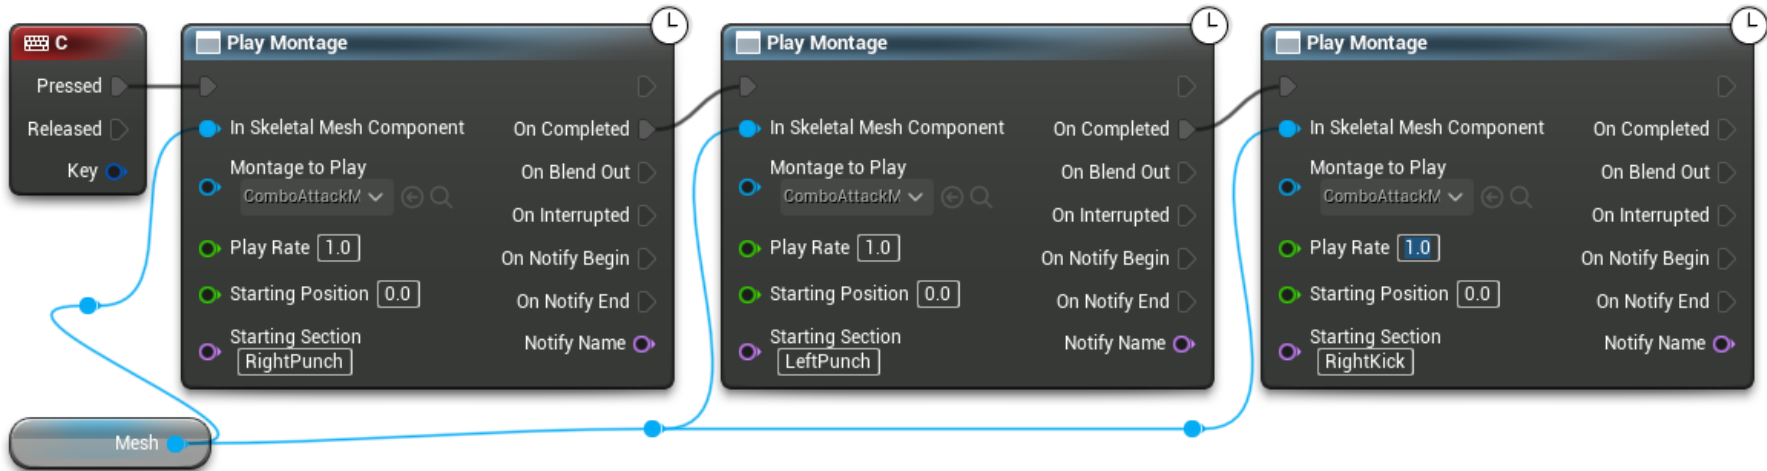 C
Pressed
Released
Key
Mesh
Play Montage
In Skeletal Mesh Component
On Completed
Montage to Play
ComboAttackM
On Blend Out
On Interrupted
Play Rate 1.0
On Notify Begin
Starting Position 0.0
On Notify End
Starting Section
RightPunch
Notify Name
Play Montage
In Skeletal Mesh Component
On Completed
Montage to Play
ComboAttackM
On Blend Out
On Interrupted
Play Rate 1.0
On Notify Begin
Starting Position 0.0
On Notify End
Starting Section
LeftPunch
Notify Name
Play Montage
In Skeletal Mesh Component
On Completed
Montage to Play
ComboAttackM
On Blend Out
On Interrupted
Play Rate 1.0
On Notify Begin
Starting Position 0.0
On Notify End
Starting Section
RightKick
Notify Name